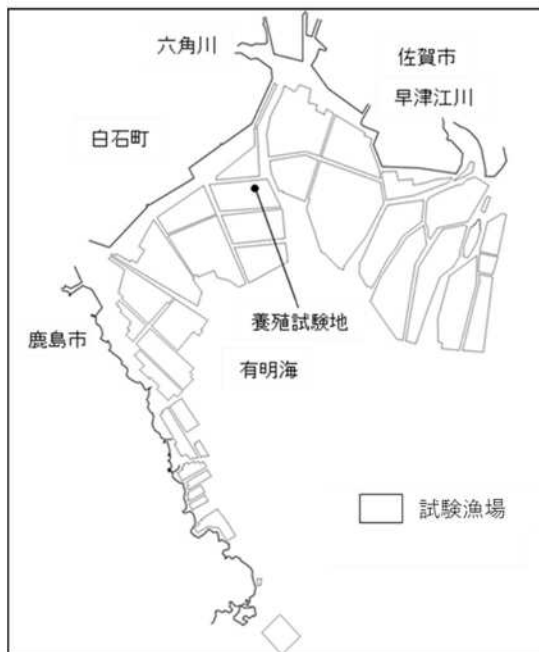 六角川
佐賀市
早津江川
白石町
養殖試験地
鹿島市
有明海
試験漁場